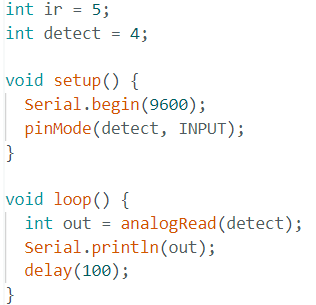 int ir = 5;
int detect = 4;

void setup() {
  Serial.begin(9600);
  pinMode(detect, INPUT);
}

void loop() {
  int out = analogRead(detect);
  Serial.println(out);
  delay(100);
}